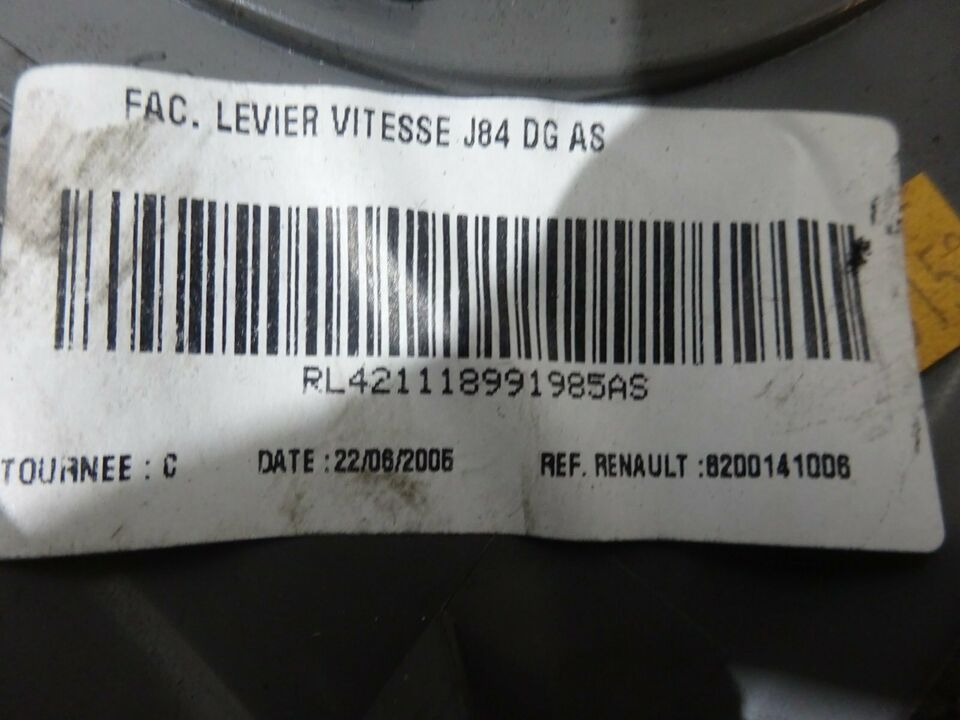 FAC. LEVIER VITESSE J84 DG AS
RL421118991985AS
TOURNEE : C DATE : 22/06/2005 REF. RENAULT : 8200141006